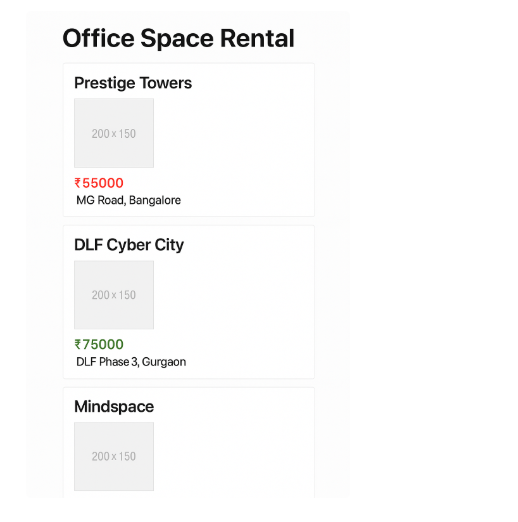 Office Space Rental
Prestige Towers
200 x 150
₹55000
MG Road, Bangalore
DLF Cyber City
200 x 150
₹75000
DLF Phase 3, Gurgaon
Mindspace
200 x 150